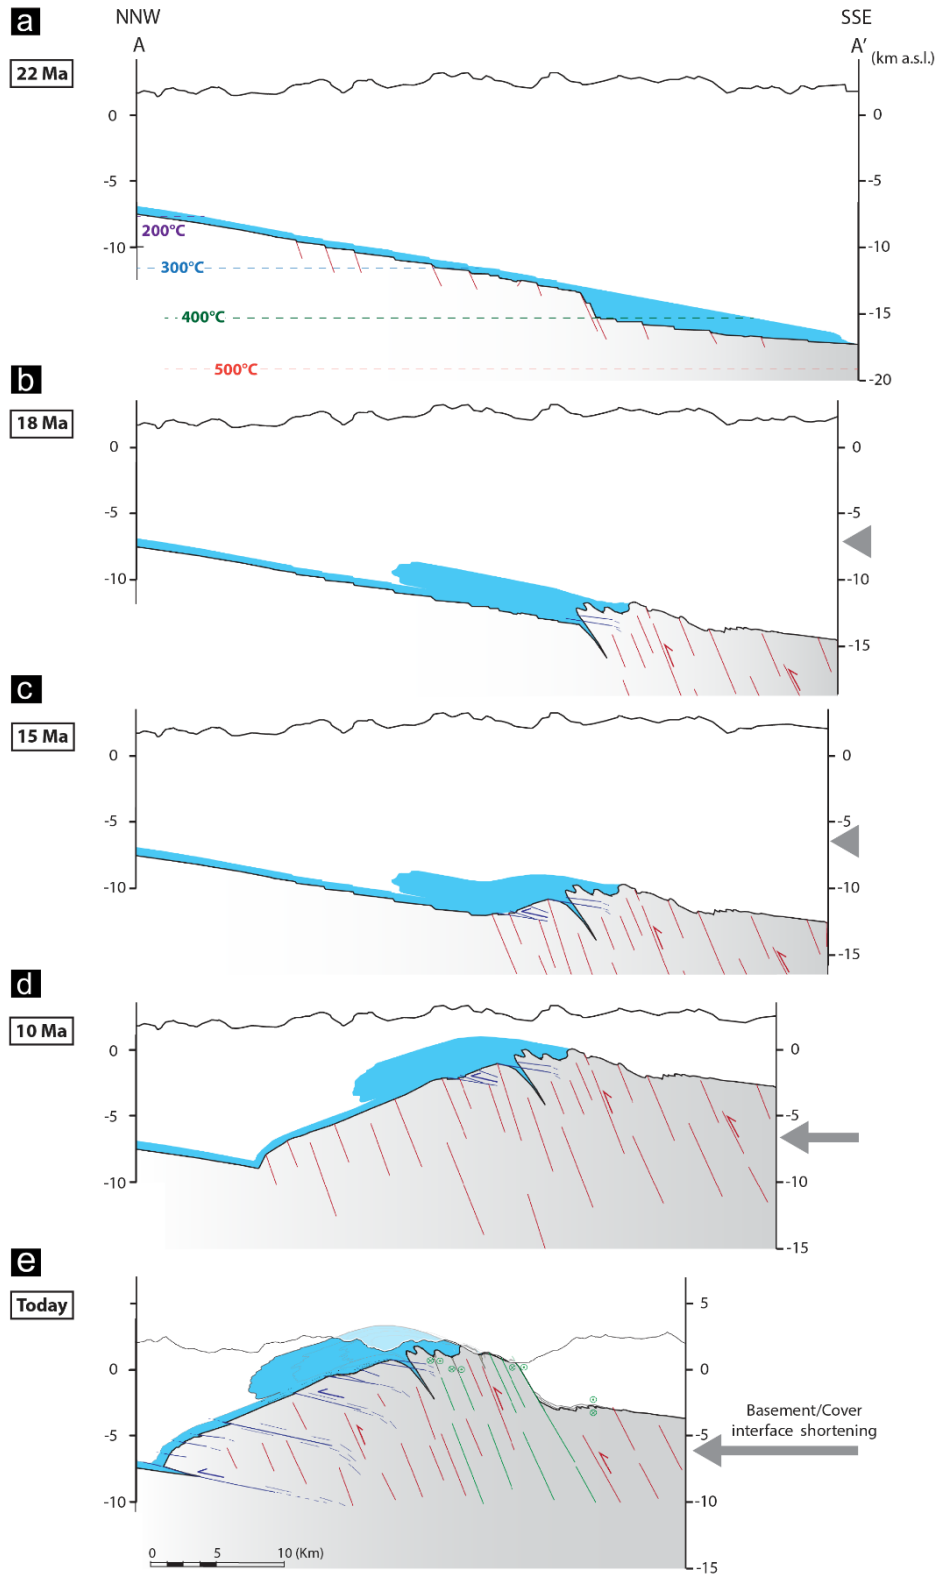 a
NNW
SSE
A
A'
(km a.s.l.)
22 Ma
0
0
-5
-5
200°C
-10
-10
300°C
400°C
-15
500°C
-20
b
18 Ma
0
0
-5
-5
-10
-10
-15
c
15 Ma
0
0
-5
-5
-10
-10
-15
d
10 Ma
0
0
-5
-5
-10
-10
-15
e
Today
5
0
0
Basement/Cover
interface shortening
-5
-5
-10
-10
0
5
10 (Km)
-15